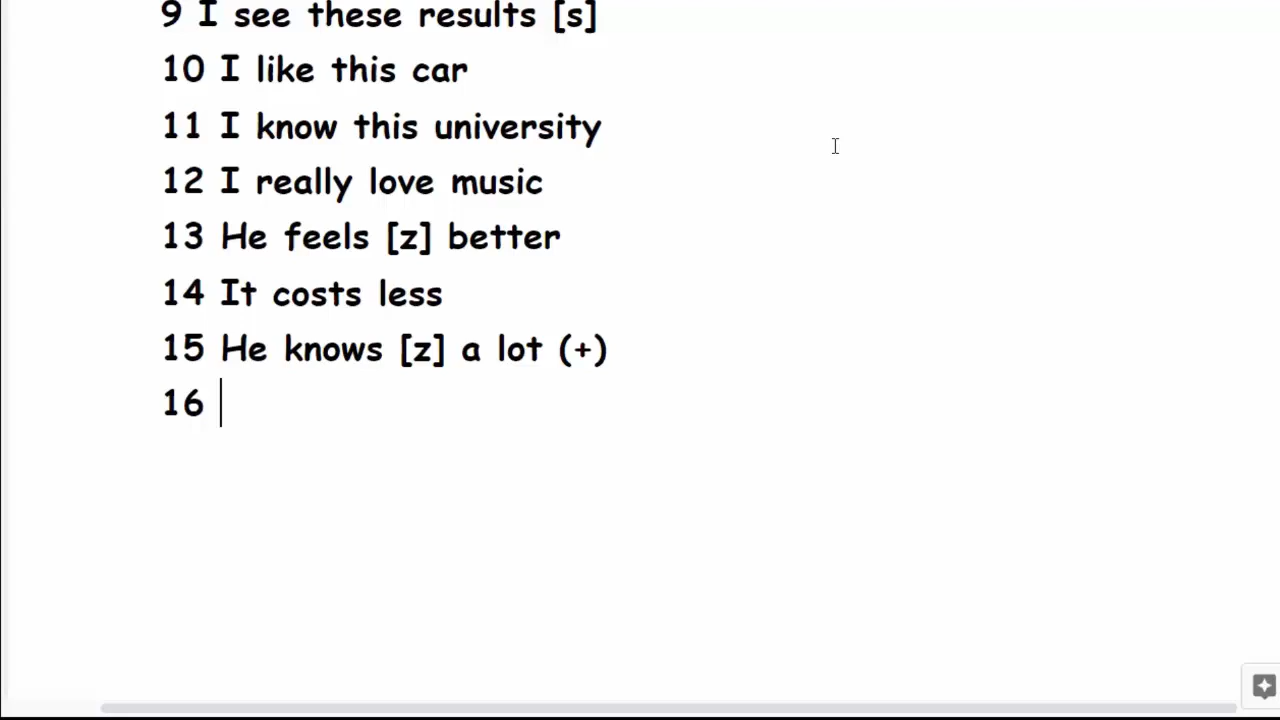 9 I see these results [s]
10 I like this car
11 I know this university
12 I really love music
13 He feels [z] better
14 It costs less
15 He knows [z] a lot (+)
16